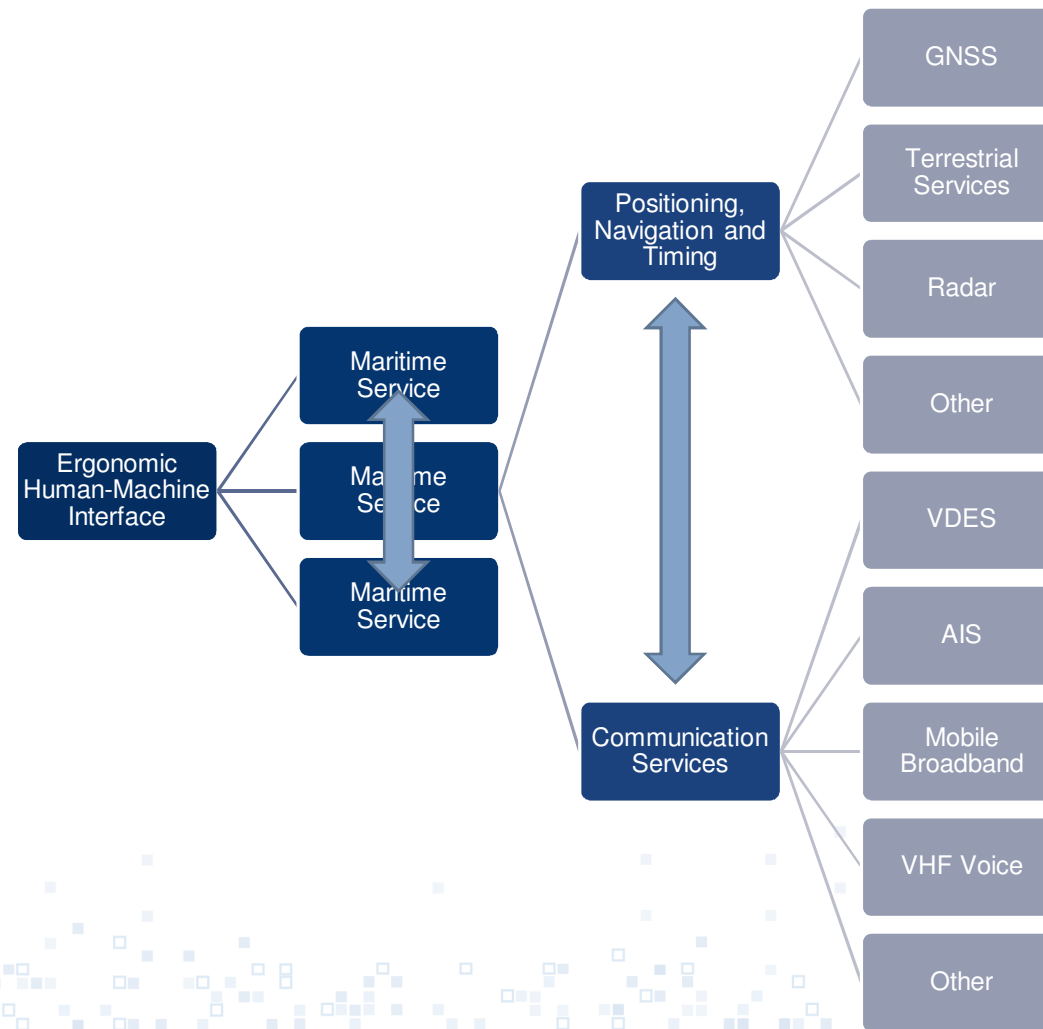 Ergonomic
Human-Machine
Interface
Maritime
Service
Service
Maritime
Service
Positioning,
Navigation and
Timing
Communication
Services
GNSS
Terrestrial
Services
Radar
Other
VDES
AIS
Mobile
Broadband
VHF Voice
Other